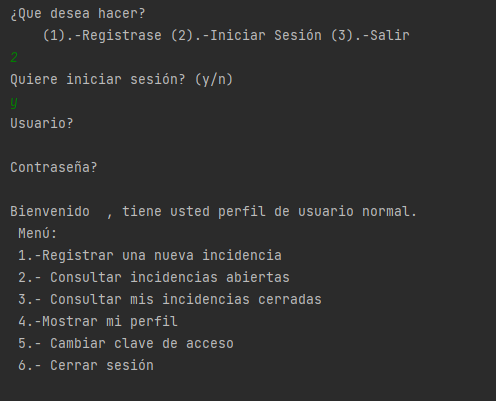 ¿Que desea hacer?
(1).-Registrase (2).-Iniciar Sesión (3).-Salir
2
Quiere iniciar sesión? (y/n)
y
Usuario?
Contraseña?
Bienvenido  , tiene usted perfil de usuario normal.
Menú:
1.-Registrar una nueva incidencia
2.- Consultar incidencias abiertas
3.- Consultar mis incidencias cerradas
4.-Mostrar mi perfil
5.- Cambiar clave de acceso
6.- Cerrar sesión